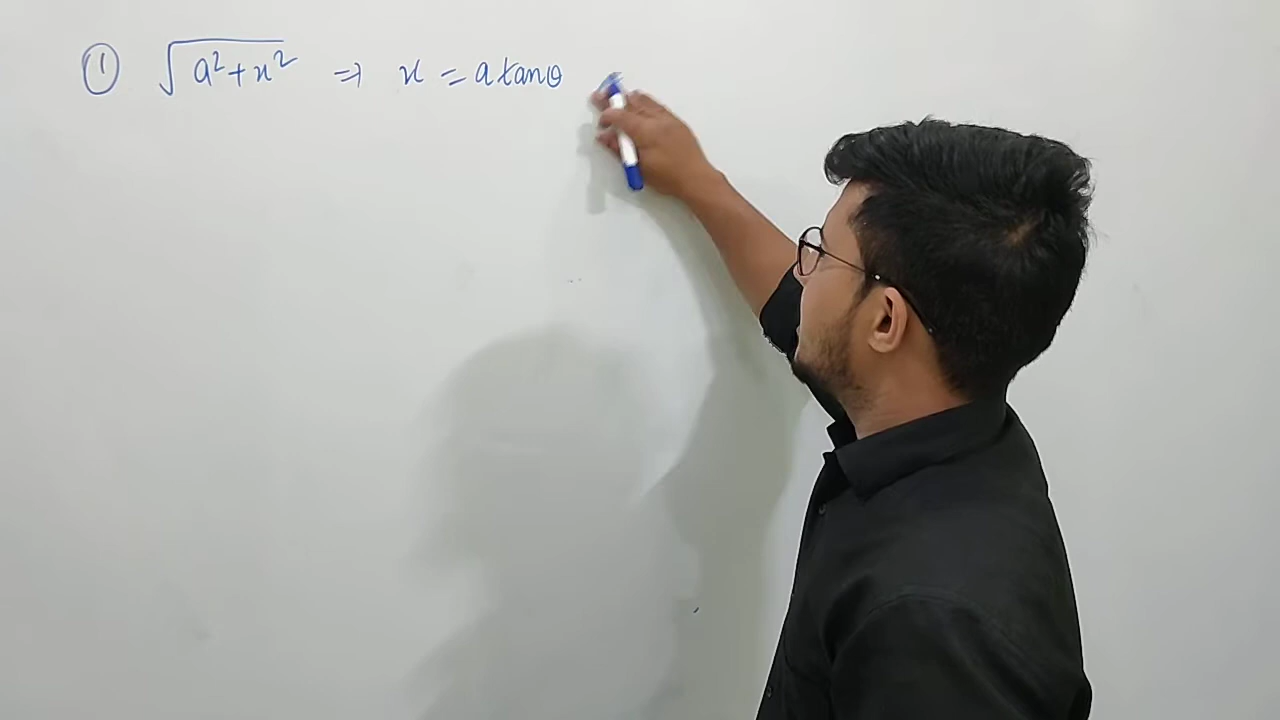 ① √(a²+x²) ⇒ x = a tanθ